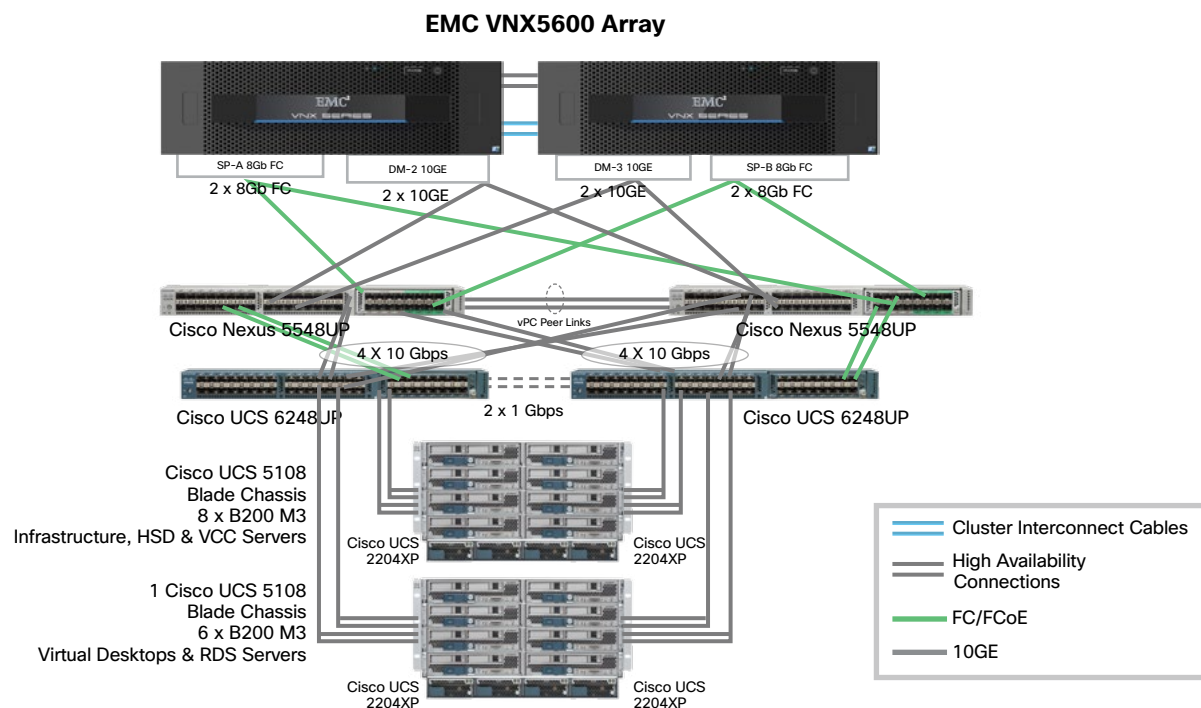 EMC VNX5600 Array
EMC²
VNX SERIES
EMC²
VNX SERIES
SP-A 8Gb FC
DM-2 10GE
DM-3 10GE
SP-B 8Gb FC
2 x 8Gb FC
2 x 10GE
2 x 10GE
2 x 8Gb FC
vPC Peer Links
Cisco Nexus 5548UP
Cisco Nexus 5548UP
4 X 10 Gbps
4 X 10 Gbps
Cisco UCS 6248UP
2 x 1 Gbps
Cisco UCS 6248UP
Cisco UCS 5108
Blade Chassis
8 x B200 M3
Infrastructure, HSD & VCC Servers
Cisco UCS
2204XP
Cisco UCS
2204XP
1 Cisco UCS 5108
Blade Chassis
6 x B200 M3
Virtual Desktops & RDS Servers
Cisco UCS
2204XP
Cisco UCS
2204XP
Cluster Interconnect Cables
High Availability
Connections
FC/FCoE
10GE